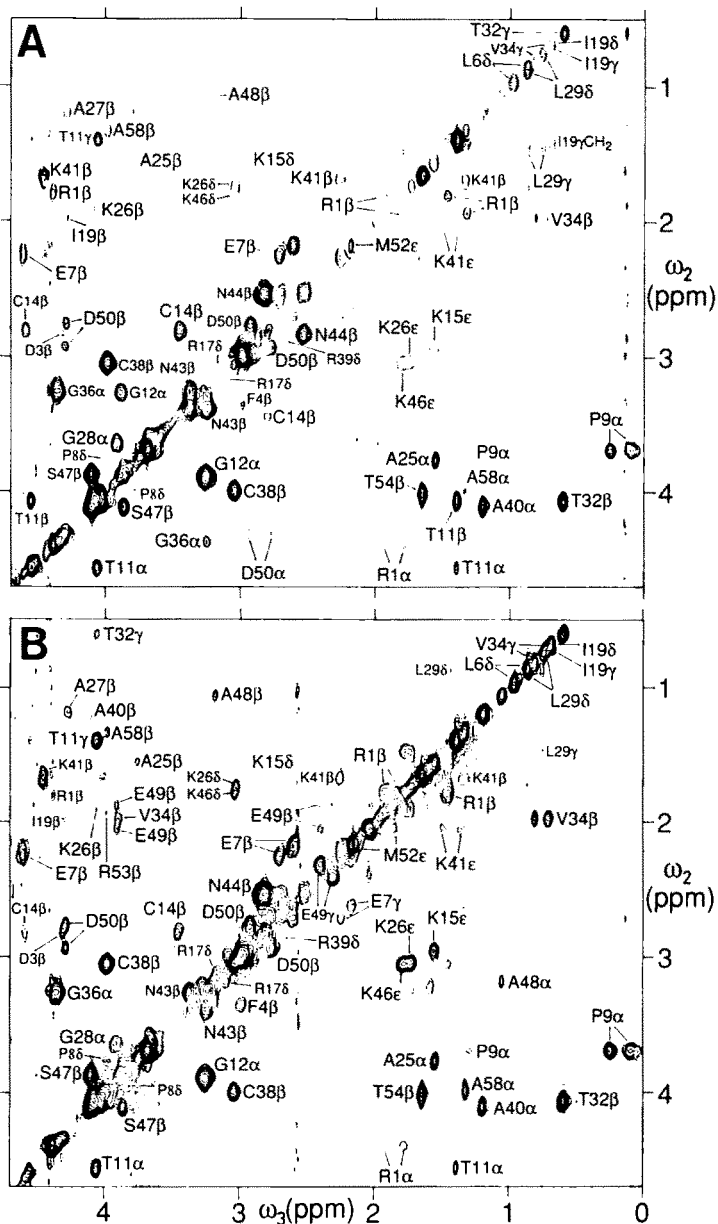 A
T32γ
V34γ I19δ
L6δ I19γ
L29δ
1
A48β
A27β
T11γ A58β
A25β K15δ I19γCH2
K41β K26δ K41β K41β L29γ
R1β K46δ R1β R1β
K26β V34β
2
I19β
E7β E7β M52ε K41ε
ω2
(ppm)
N44β
C14β D50β C14β D50β N44β K26ε K15ε
D3β R17δ D50β R39δ
3
C38β N43β R17δ
G36α G12α F4β K46ε
N43β C14β
G28α P9α
P8δ A25α P9α
S47β P8δ G12α T54β A58α
4
T11β S47β C38β T11β A40α T32β
G36α D50α R1α T11α
T11α
B
T32γ V34γ I19δ
L29δ L6δ I19γ
L29δ
1
A27β A48β
A40β
T11γ A58β R1β
K41β A25β K26δ K15δ K41β K41β L29γ
R1β E49β K46δ R1β
I19β V34β E49β V34β
2
K26β E49β E7β M52ε K41ε
E7β R53β
ω2
(ppm)
N44β E49γ E7γ
C14β D50β C14β D50β K26ε K15ε
D3β R17δ R39δ
3
C38β D50β
G36α N43β R17δ K46ε A48α
F4β
N43β
G28α P9α
P8δ G12α A25α P9α
S47β P8δ C38β T54β A58α T32β
4
S47β A40α
T11α R1α T11α
4 ω3(ppm) 3 2 1 0